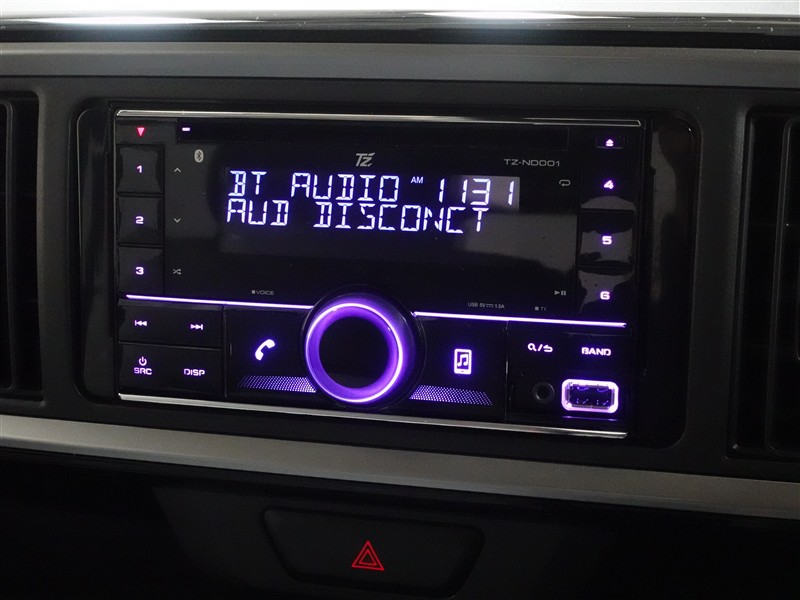 TZ
TZ-ND001
BT AUDIO AM 1131
AUD DISCONCT
1
2
3
4
5
6
VOICE
USB 5V 1.5A
T1
SRC
DISP
BAND